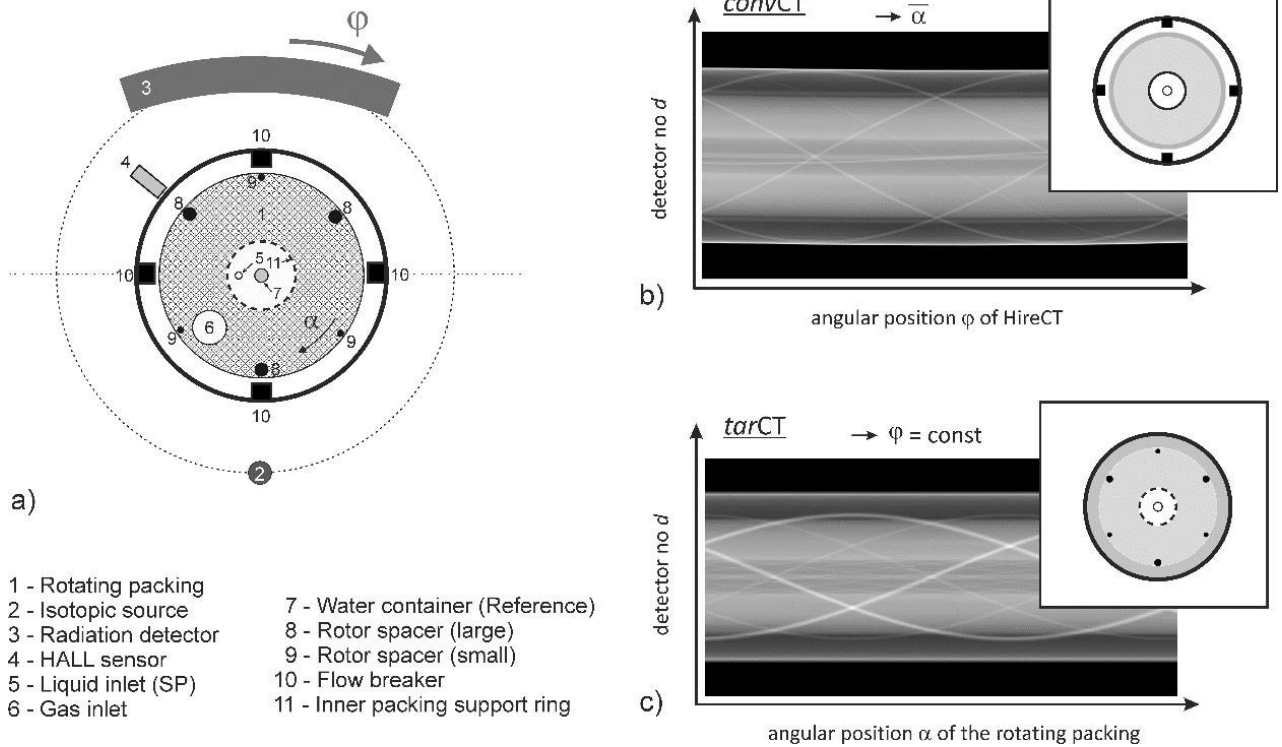 φ
3
4
10
9
8
8
1
5
11
10
10
7
6
α
9
9
8
10
2
a)
1 - Rotating packing
2 - Isotopic source
3 - Radiation detector
4 - HALL sensor
5 - Liquid inlet (SP)
6 - Gas inlet
7 - Water container (Reference)
8 - Rotor spacer (large)
9 - Rotor spacer (small)
10 - Flow breaker
11 - Inner packing support ring
convCT → α̅
detector no d
b)
angular position φ of HireCT
tarCT → φ = const
detector no d
c)
angular position α of the rotating packing